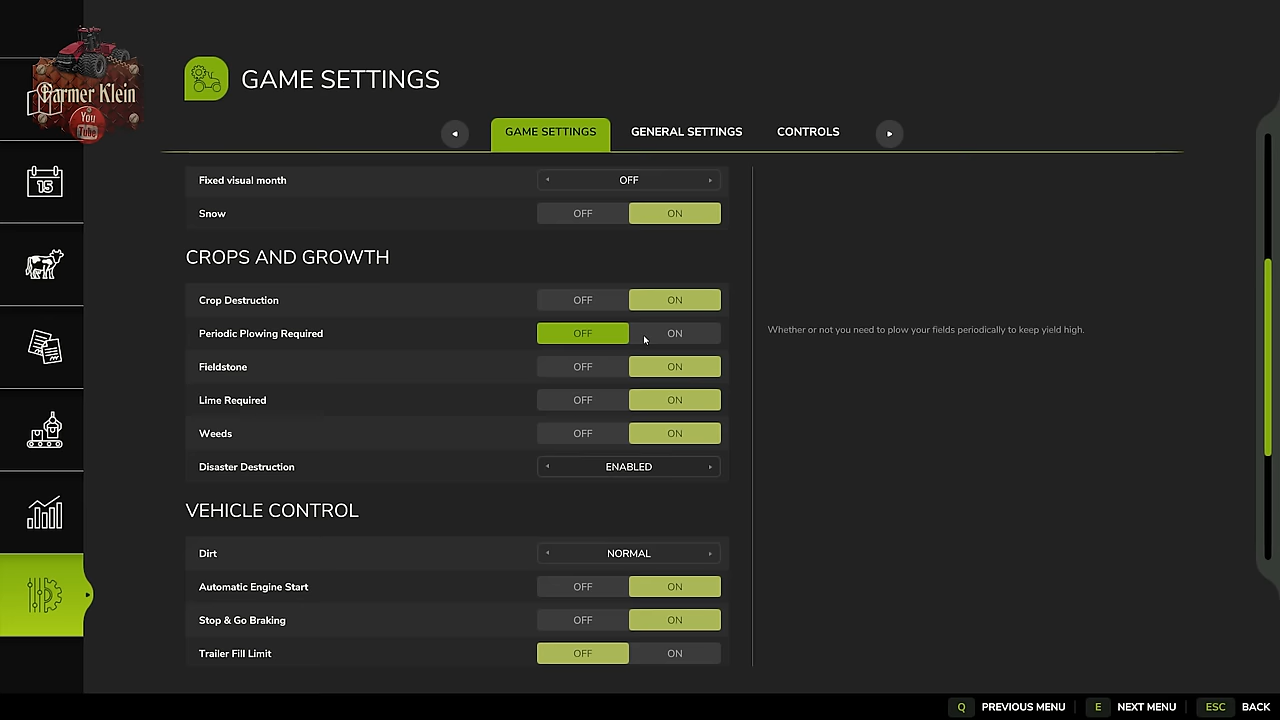 Farmer Klein
You
Tube
GAME SETTINGS
GAME SETTINGS
GENERAL SETTINGS
CONTROLS
15
Fixed visual month OFF
Snow OFF ON
CROPS AND GROWTH
Crop Destruction OFF ON
Periodic Plowing Required OFF ON
Whether or not you need to plow your fields periodically to keep yield high.
Fieldstone OFF ON
Lime Required OFF ON
Weeds OFF ON
Disaster Destruction ENABLED
VEHICLE CONTROL
Dirt NORMAL
Automatic Engine Start OFF ON
Stop & Go Braking OFF ON
Trailer Fill Limit OFF ON
Q PREVIOUS MENU E NEXT MENU ESC BACK